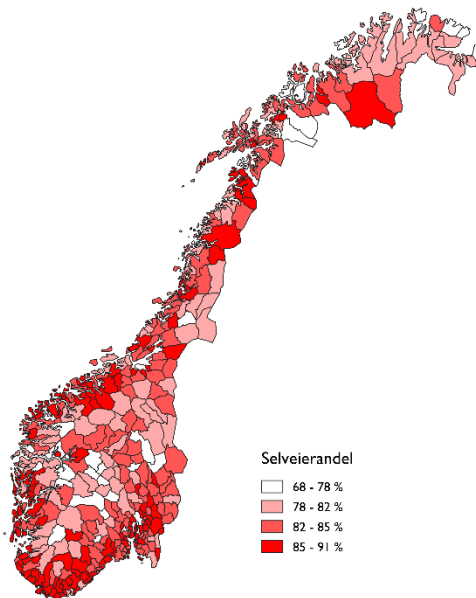 Selveierandel
68 - 78 %
78 - 82 %
82 - 85 %
85 - 91 %